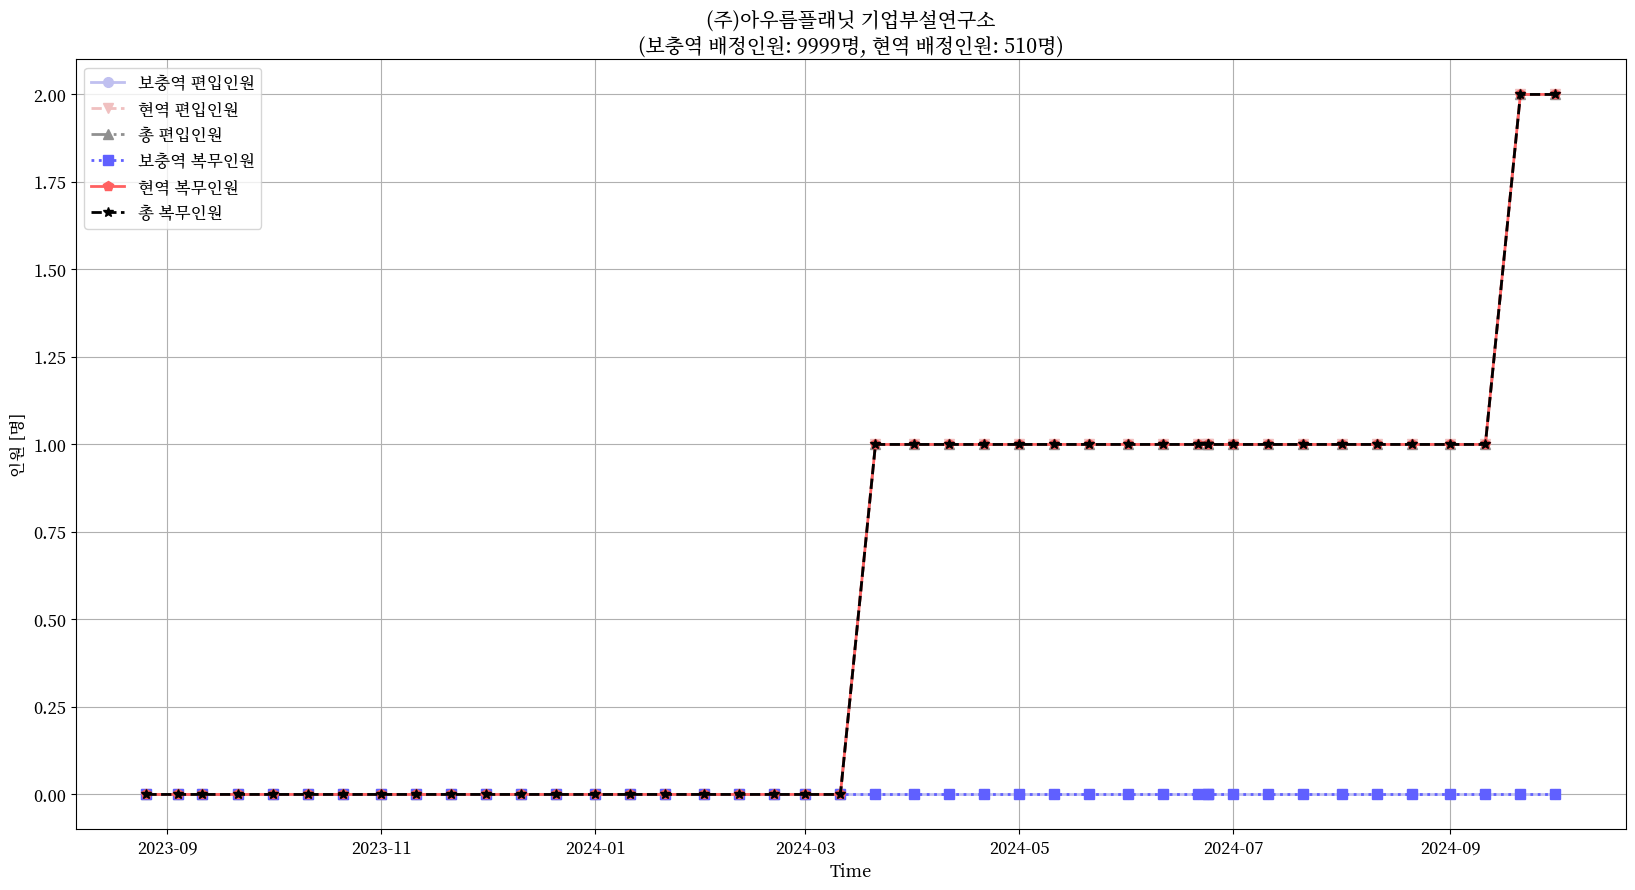 (주)아우름플래닛 기업부설연구소
(보충역 배정인원: 9999명, 현역 배정인원: 510명)
보충역 편입인원
현역 편입인원
총 편입인원
보충역 복무인원
현역 복무인원
총 복무인원
2.00
1.75
1.50
1.25
1.00
0.75
0.50
0.25
0.00
인원 [명]
2023-09
2023-11
2024-01
2024-03
2024-05
2024-07
2024-09
Time